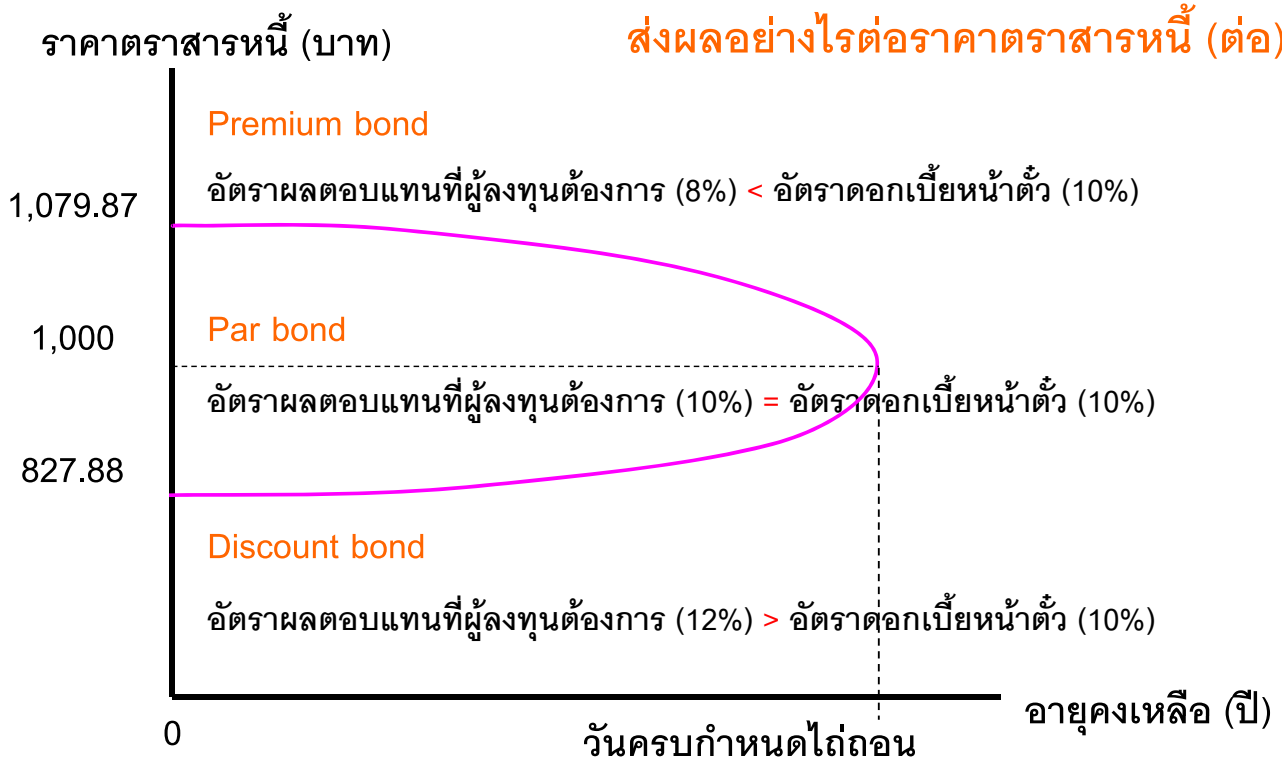 ส่งผลอย่างไรต่อราคาตราสารหนี้ (ต่อ)
ราคาตราสารหนี้ (บาท)
Premium bond
อัตราผลตอบแทนที่ผู้ลงทุนต้องการ (8%) < อัตราดอกเบี้ยหน้าตั๋ว (10%)
1,079.87
Par bond
1,000
อัตราผลตอบแทนที่ผู้ลงทุนต้องการ (10%) = อัตราดอกเบี้ยหน้าตั๋ว (10%)
827.88
Discount bond
อัตราผลตอบแทนที่ผู้ลงทุนต้องการ (12%) > อัตราดอกเบี้ยหน้าตั๋ว (10%)
อายุคงเหลือ (ปี)
0
วันครบกำหนดไถ่ถอน